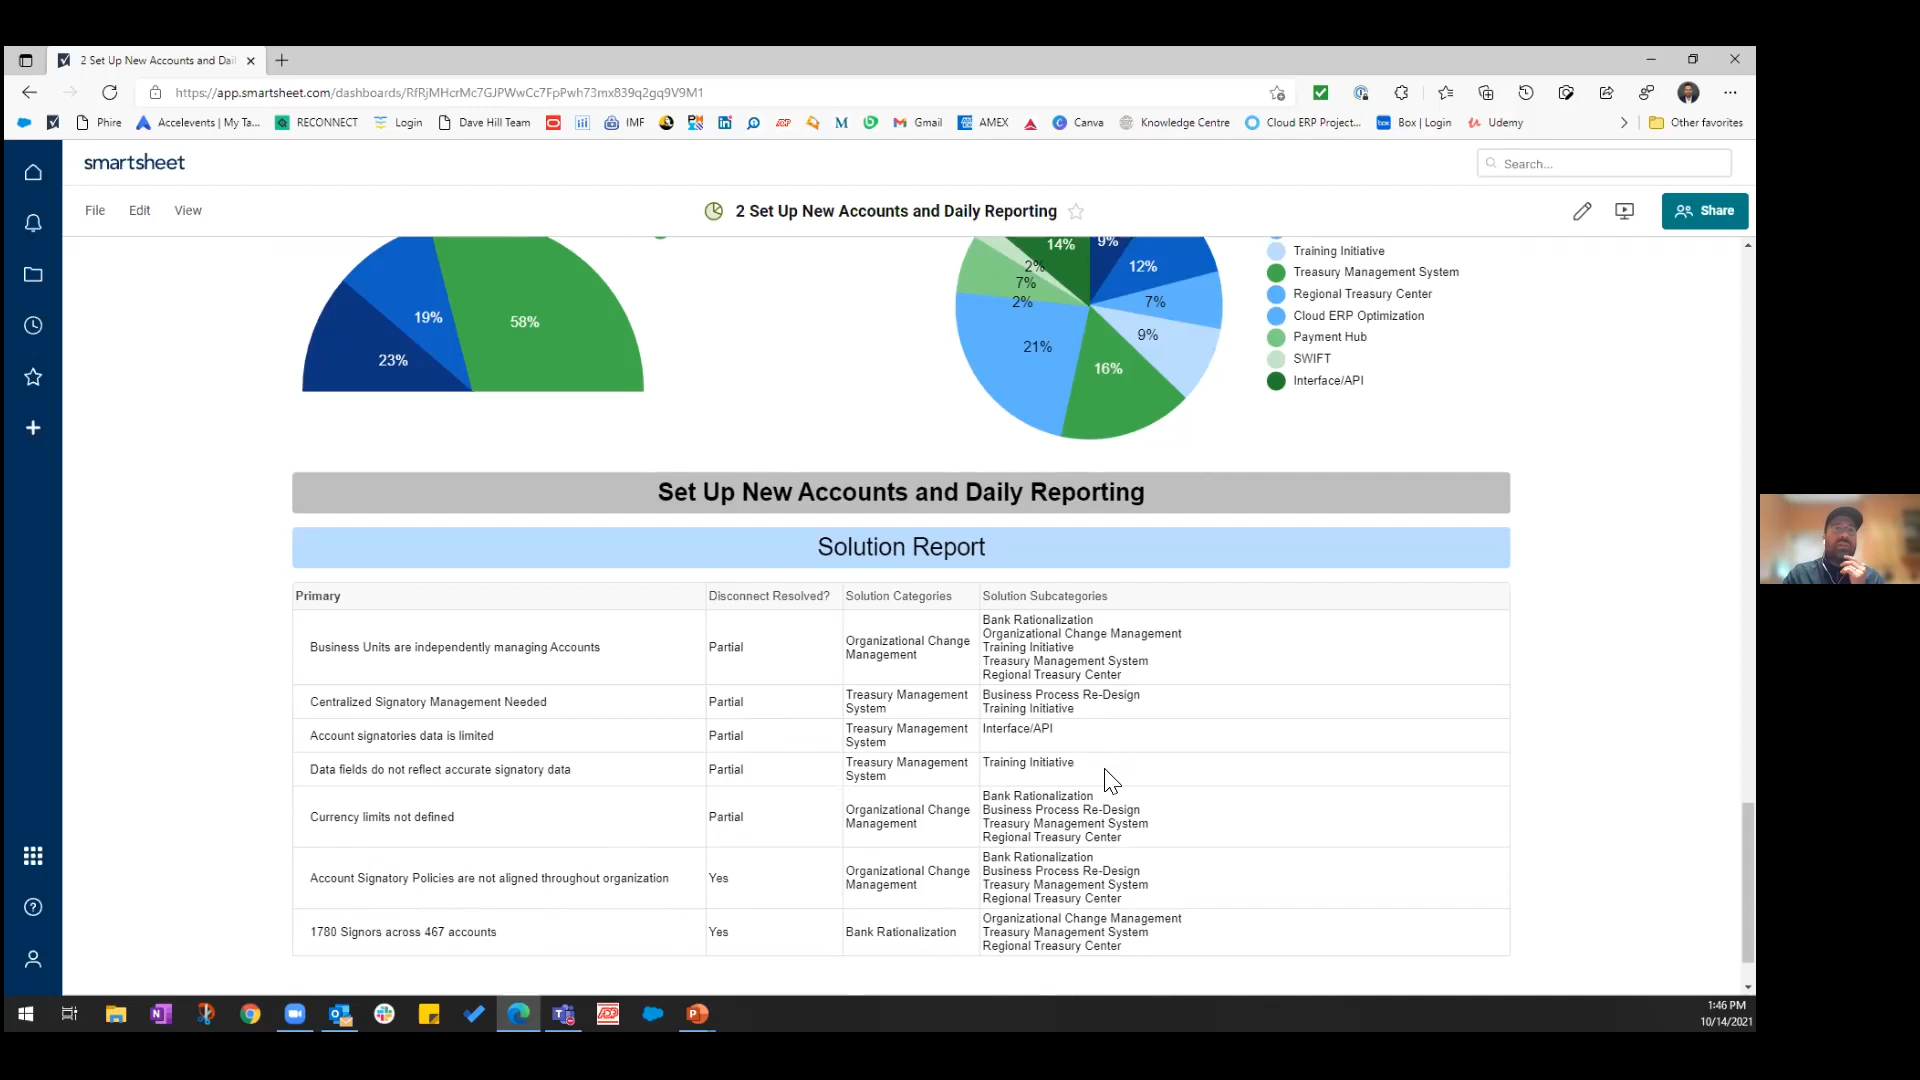 2 Set Up New Accounts and Dail
https://app.smartsheet.com/dashboards/RfRjMHcrMc7GJPWwCc7FpPwh73mx839q2gq9V9M1
Phire
Accelevents | My Ta...
RECONNECT
Login
Dave Hill Team
IMF
M
Gmail
AMEX
Canva
Knowledge Centre
Cloud ERP Project...
Box | Login
Udemy
Other favorites
smartsheet
Search...
File
Edit
View
2 Set Up New Accounts and Daily Reporting
Share
23%
19%
58%
14%
9%
2%
12%
7%
2%
7%
9%
21%
16%
Training Initiative
Treasury Management System
Regional Treasury Center
Cloud ERP Optimization
Payment Hub
SWIFT
Interface/API
Set Up New Accounts and Daily Reporting
Solution Report
Primary
Disconnect Resolved?
Solution Categories
Solution Subcategories
Business Units are independently managing Accounts
Partial
Organizational Change
Management
Bank Rationalization
Organizational Change Management
Training Initiative
Treasury Management System
Regional Treasury Center
Centralized Signatory Management Needed
Partial
Treasury Management
System
Business Process Re-Design
Training Initiative
Account signatories data is limited
Partial
Treasury Management
System
Interface/API
Data fields do not reflect accurate signatory data
Partial
Treasury Management
System
Training Initiative
Currency limits not defined
Partial
Organizational Change
Management
Bank Rationalization
Business Process Re-Design
Treasury Management System
Regional Treasury Center
Account Signatory Policies are not aligned throughout organization
Yes
Organizational Change
Management
Bank Rationalization
Business Process Re-Design
Treasury Management System
Regional Treasury Center
1780 Signors across 467 accounts
Yes
Bank Rationalization
Organizational Change Management
Treasury Management System
Regional Treasury Center
1:46 PM
10/14/2021